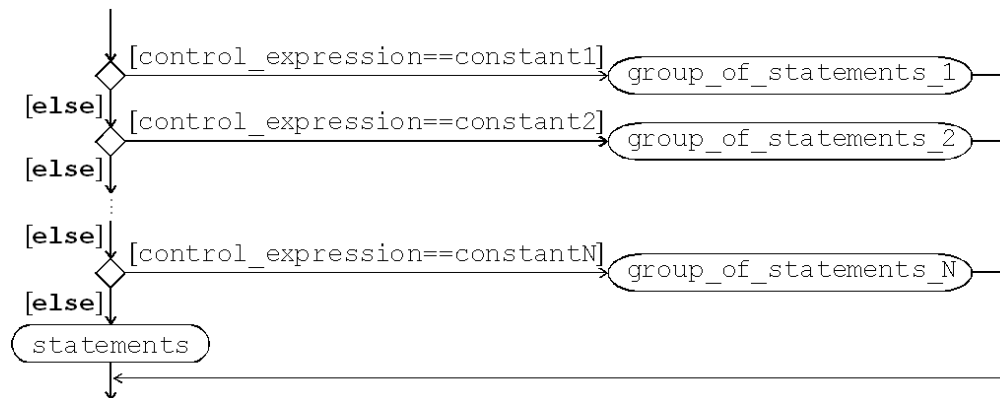 [control_expression==constant1]
group_of_statements_1
[else]
[control_expression==constant2]
group_of_statements_2
[else]
[else]
[control_expression==constantN]
group_of_statements_N
[else]
statements